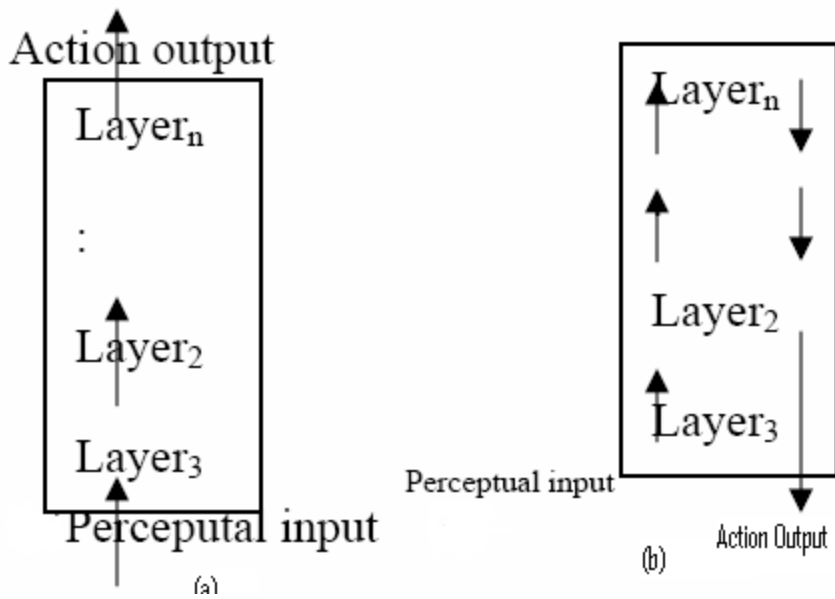 Action output
Layerₙ
:
Layer₂
Layer₃
Perceputal input
(a)
Layerₙ
Layer₂
Layer₃
Perceptual input
Action Output
(b)